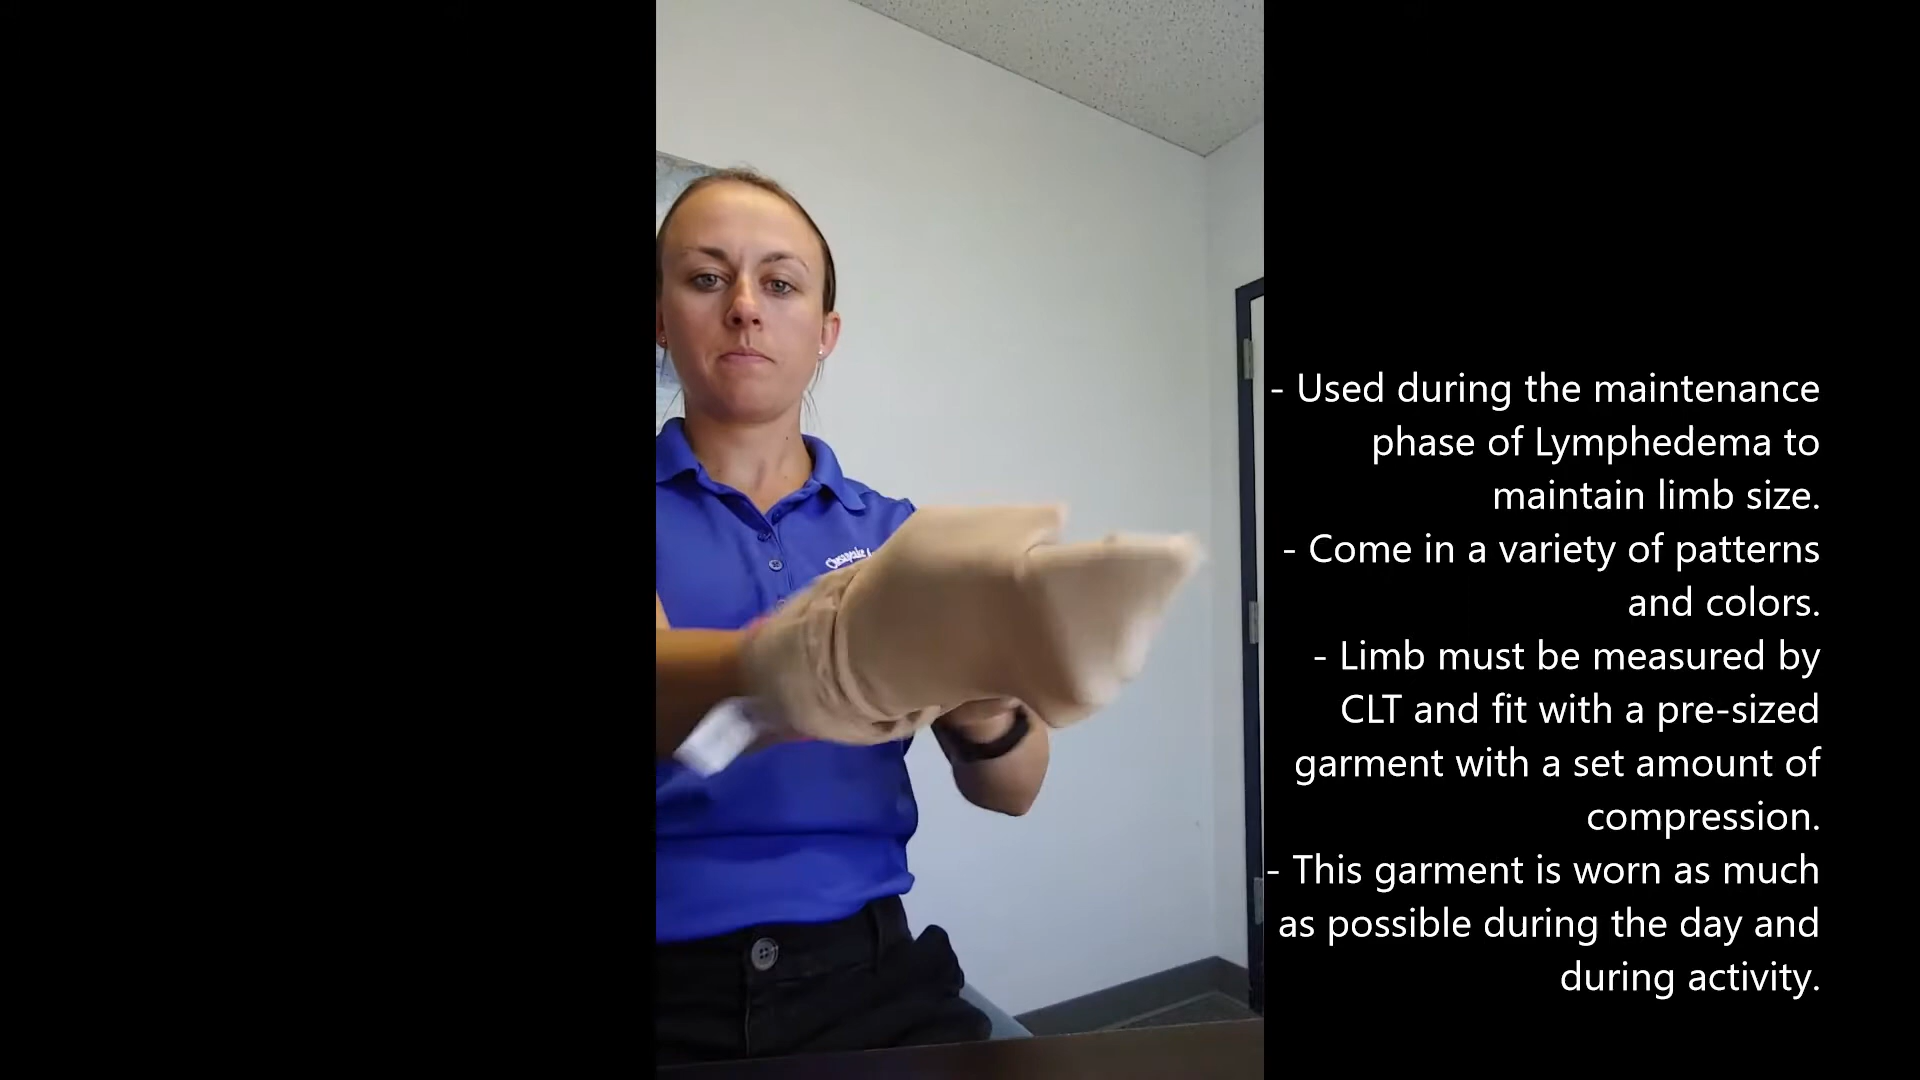 Chesapeake
- Used during the maintenance
phase of Lymphedema to
maintain limb size.
- Come in a variety of patterns
and colors.
- Limb must be measured by
CLT and fit with a pre-sized
garment with a set amount of
compression.
- This garment is worn as much
as possible during the day and
during activity.